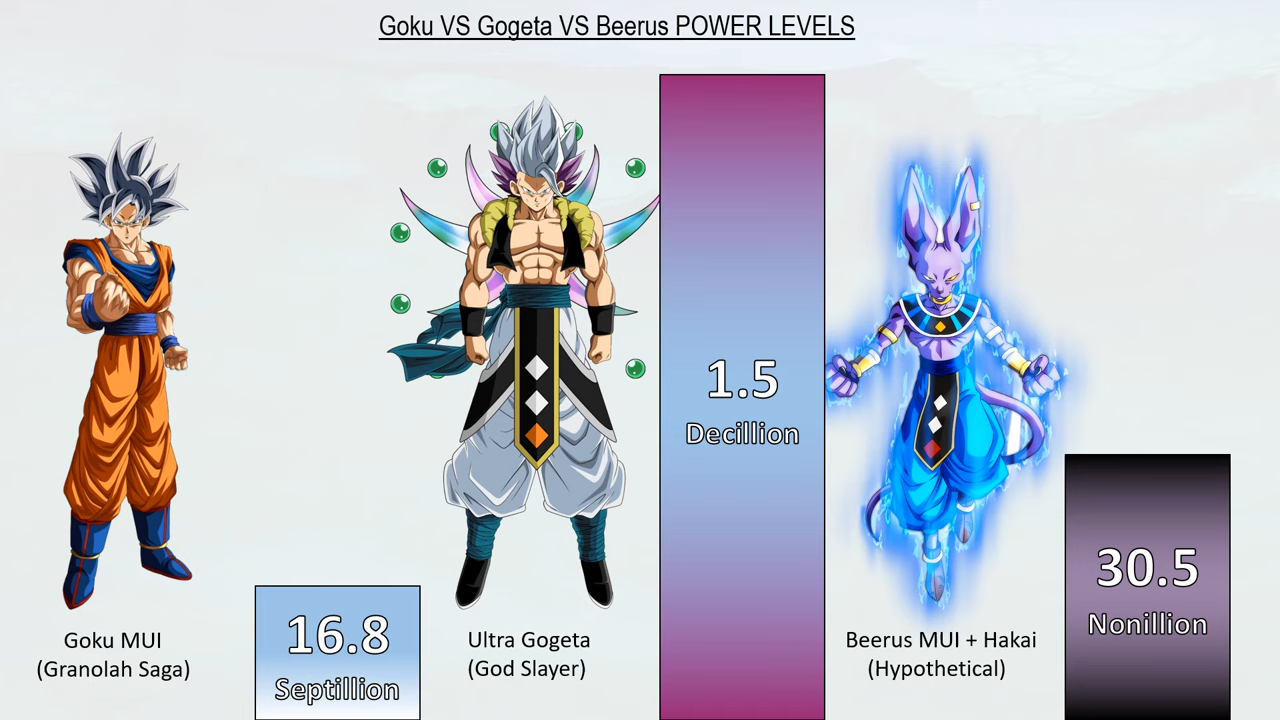 Goku VS Gogeta VS Beerus POWER LEVELS
1.5
Decillion
30.5
Nonillion
16.8
Septillion
Goku MUI
(Granolah Saga)
Ultra Gogeta
(God Slayer)
Beerus MUI + Hakai
(Hypothetical)